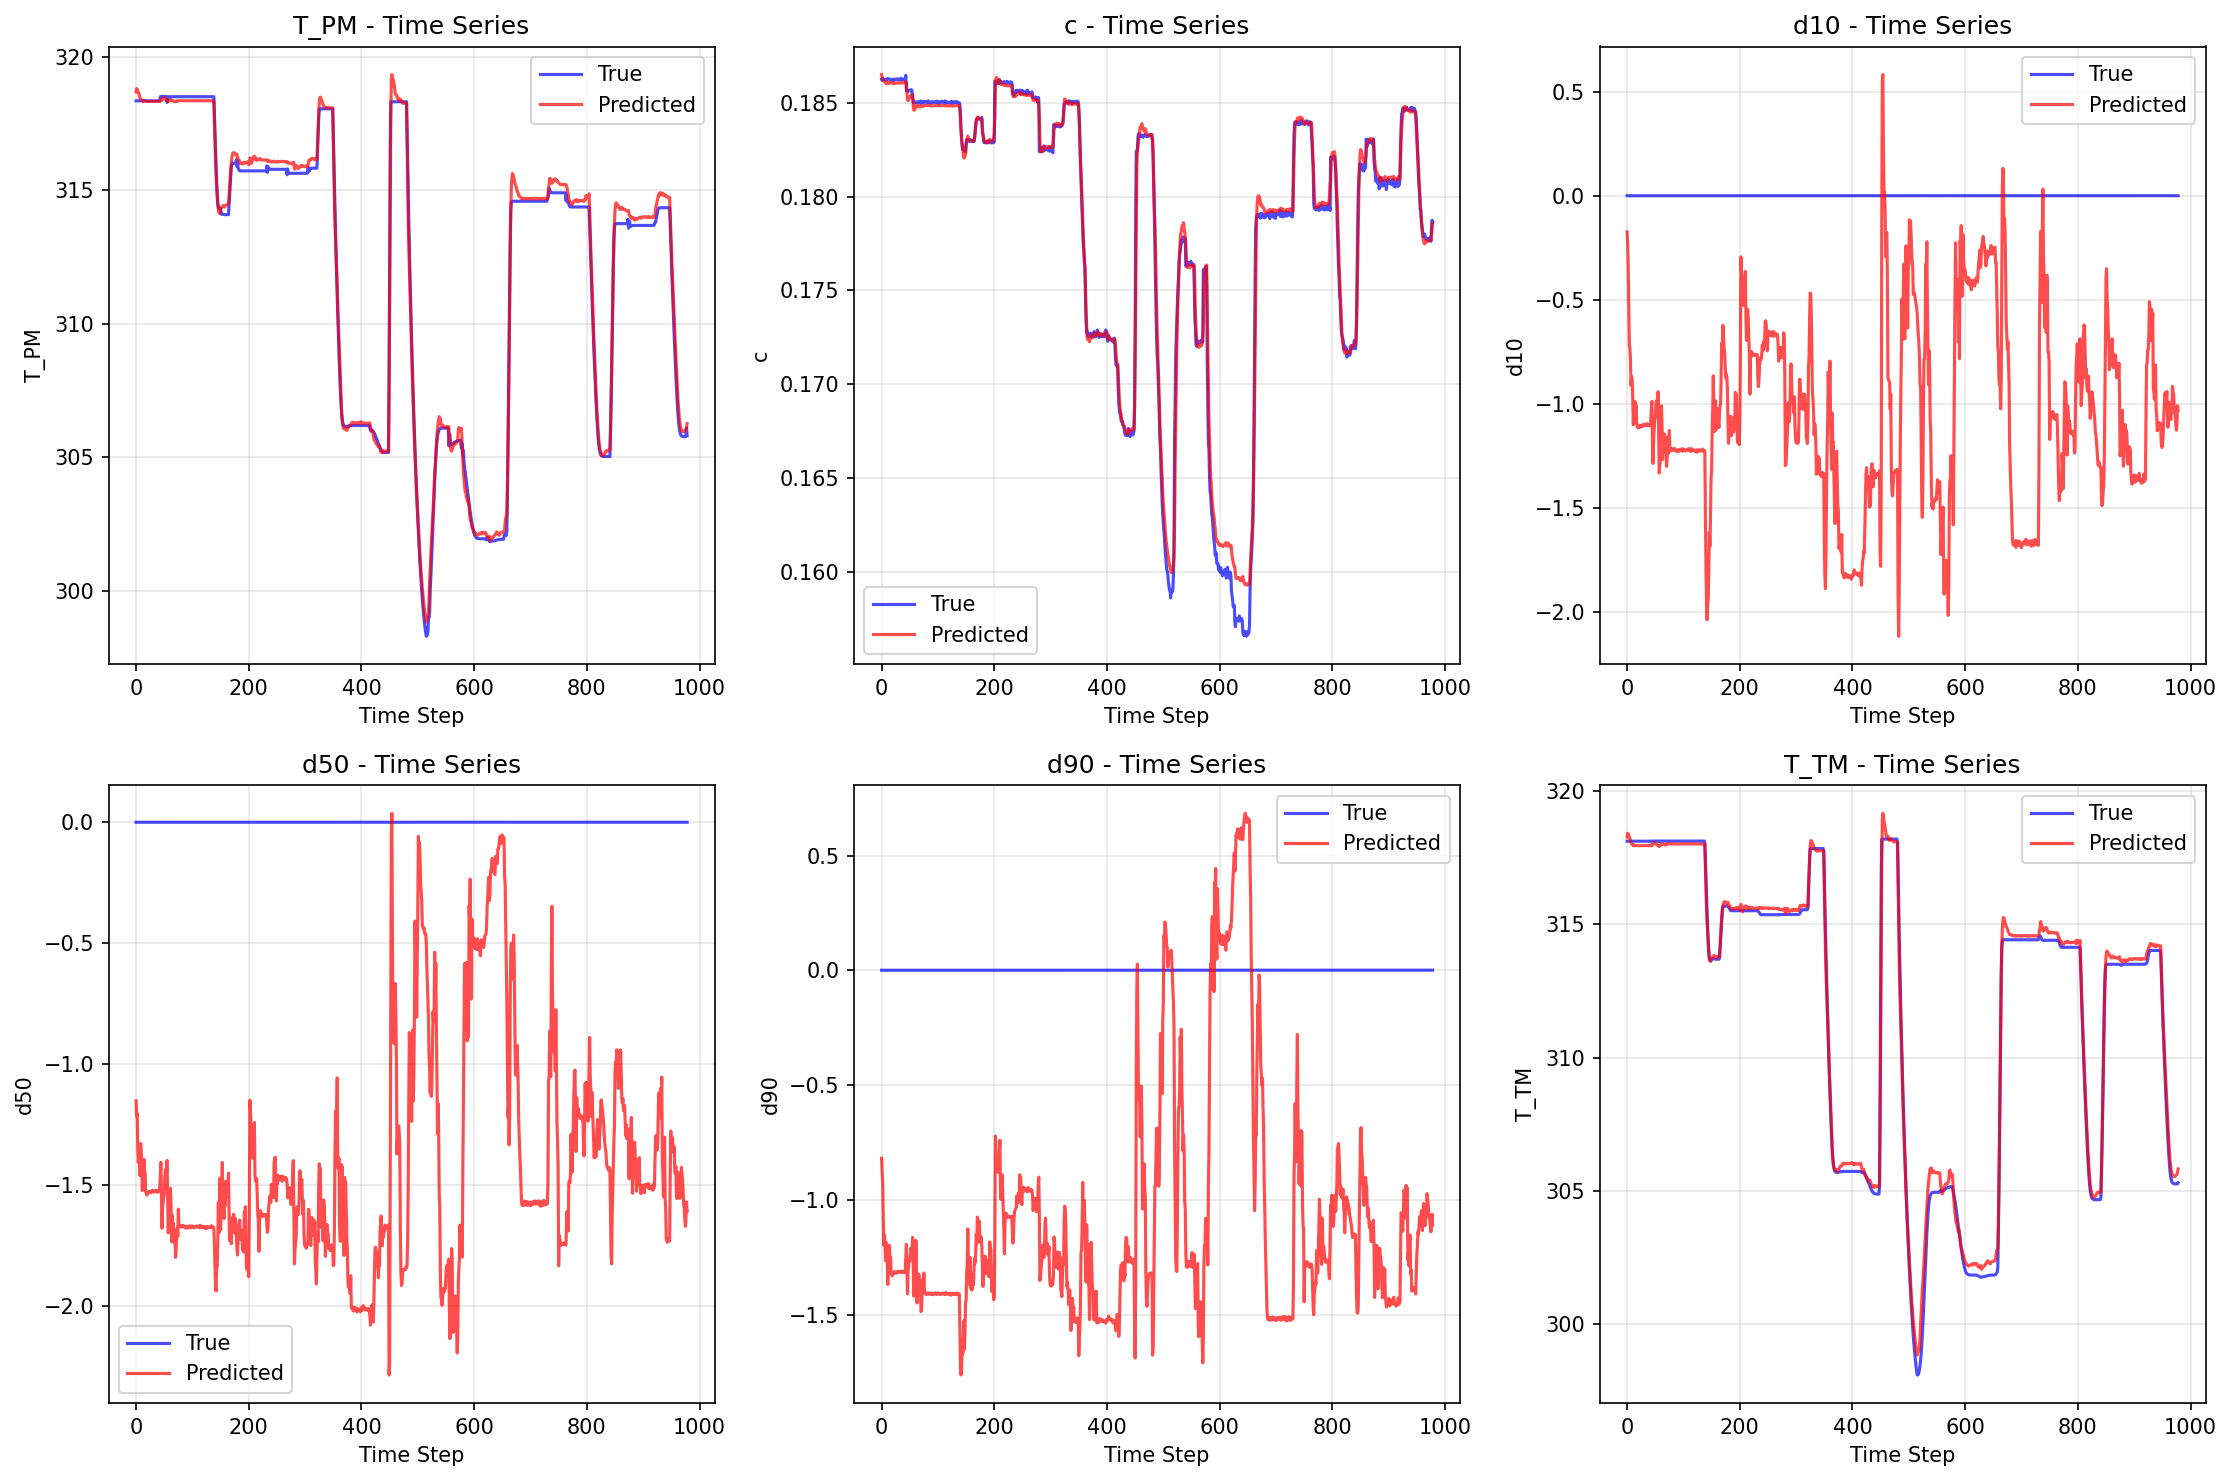 T_PM - Time Series
320
315
310
305
300
T_PM
0 200 400 600 800 1000
Time Step
True
Predicted
c - Time Series
0.185
0.180
0.175
0.170
0.165
0.160
c
0 200 400 600 800 1000
Time Step
True
Predicted
d10 - Time Series
0.5
0.0
−0.5
−1.0
−1.5
−2.0
d10
0 200 400 600 800 1000
Time Step
True
Predicted
d50 - Time Series
0.0
−0.5
−1.0
−1.5
−2.0
d50
0 200 400 600 800 1000
Time Step
True
Predicted
d90 - Time Series
0.5
0.0
−0.5
−1.0
−1.5
d90
0 200 400 600 800 1000
Time Step
True
Predicted
T_TM - Time Series
320
315
310
305
300
T_TM
0 200 400 600 800 1000
Time Step
True
Predicted